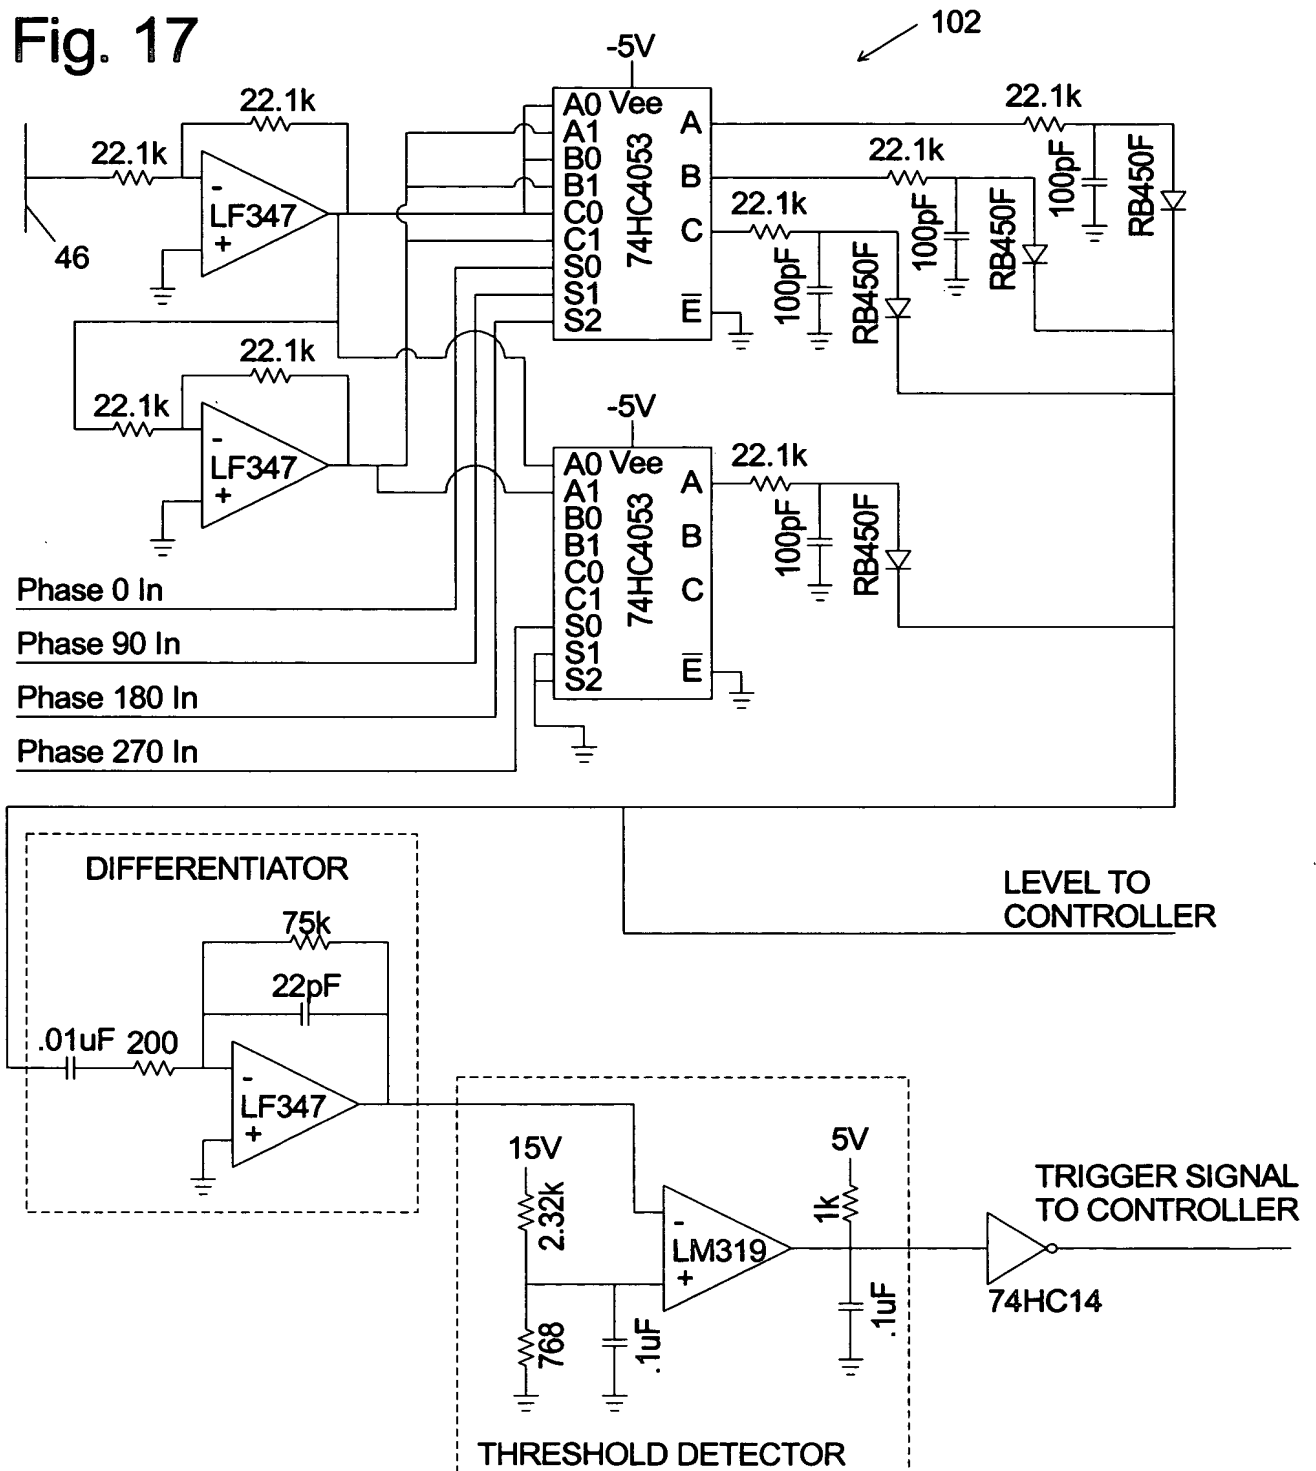 Fig. 17
102
-5V
22.1k
22.1k
-
LF347
+
46
A0 Vee
A1
B0
B1
C0
C1
S0
S1
S2
74HC4053
A
B
C
E
22.1k
100pF
RB450F
22.1k
100pF
RB450F
22.1k
100pF
RB450F
22.1k
22.1k
-
LF347
+
-5V
A0 Vee
A1
B0
B1
C0
C1
S0
S1
S2
74HC4053
A
B
C
E
22.1k
100pF
RB450F
Phase 0 In
Phase 90 In
Phase 180 In
Phase 270 In
DIFFERENTIATOR
75k
22pF
.01uF 200
-
LF347
+
LEVEL TO
CONTROLLER
15V
2.32k
768
.1uF
-
LM319
+
5V
1k
.1uF
74HC14
TRIGGER SIGNAL
TO CONTROLLER
THRESHOLD DETECTOR